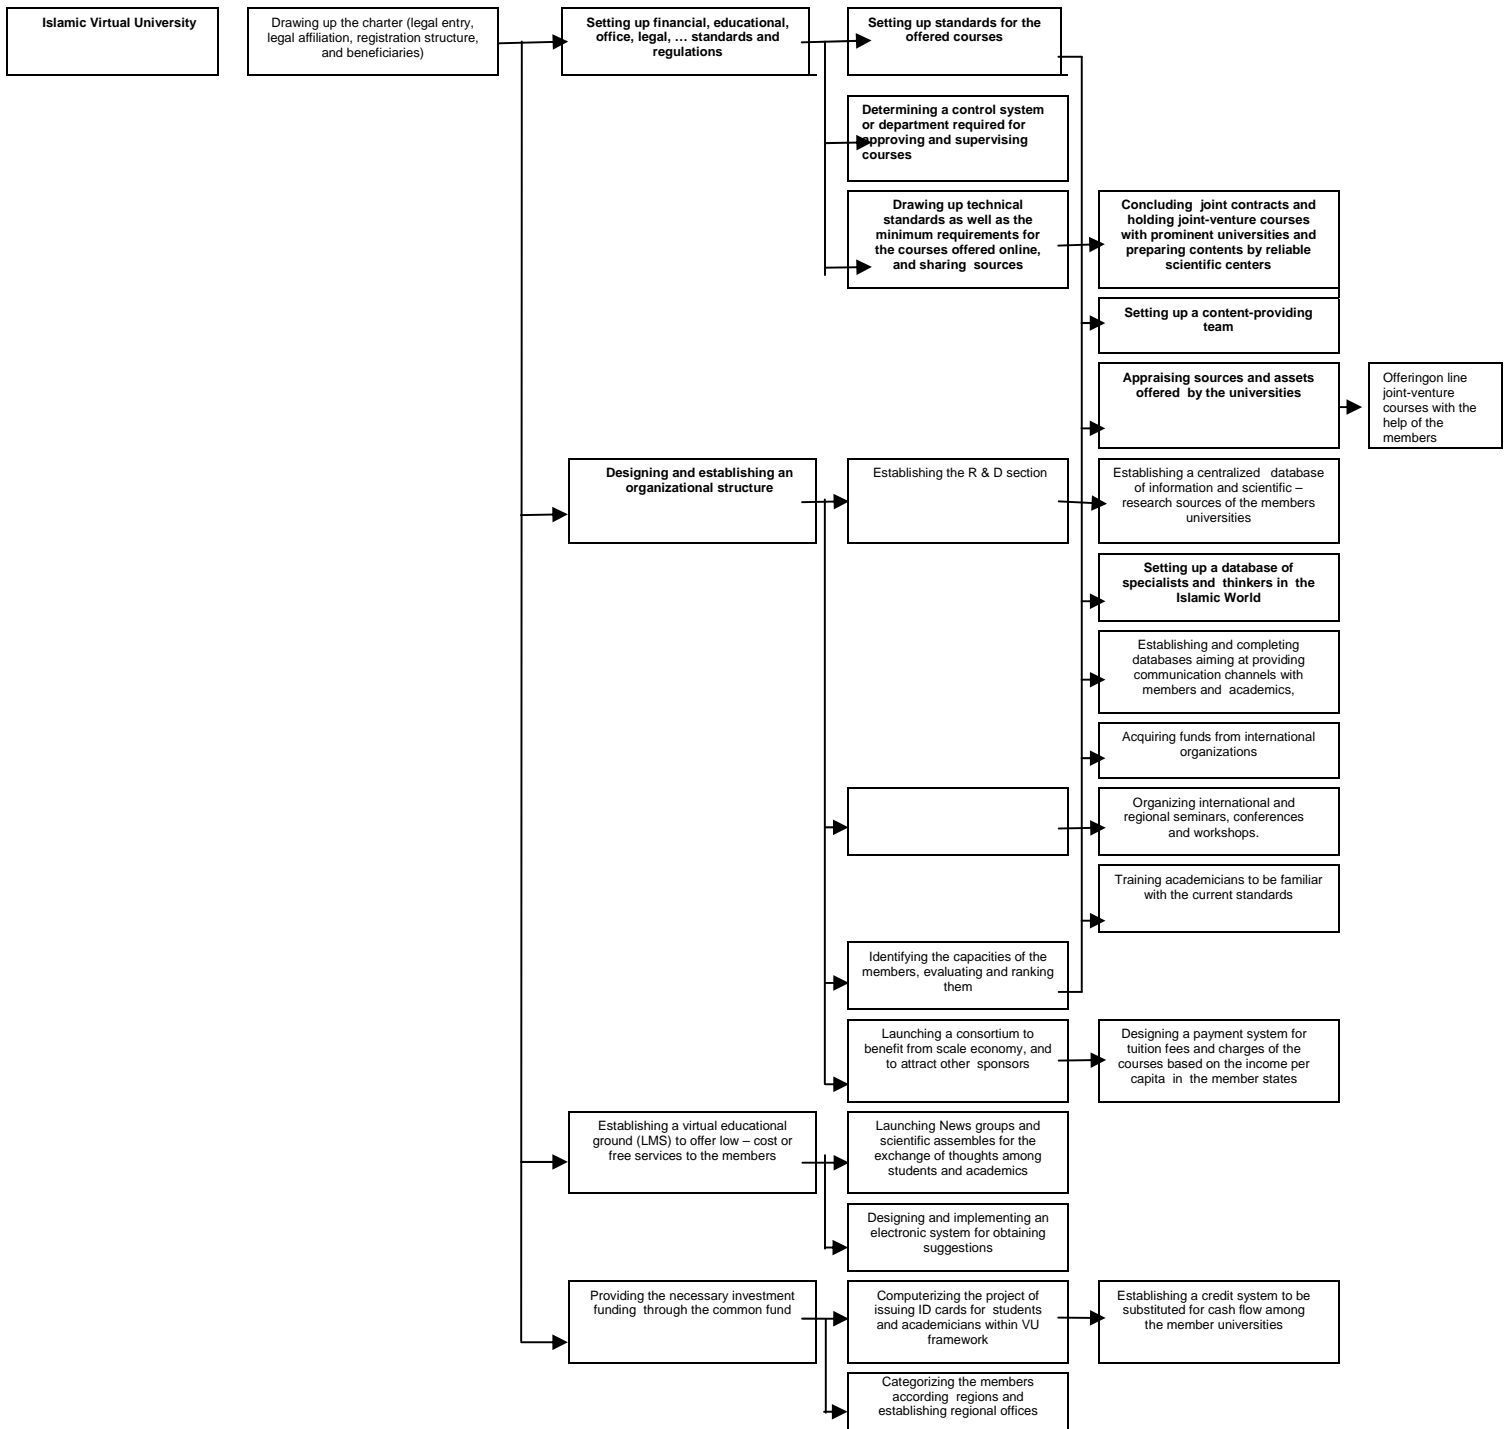 Islamic Virtual University
Drawing up the charter (legal entry,
legal affiliation, registration structure,
and beneficiaries)
Setting up financial, educational,
office, legal, … standards and
regulations
Setting up standards for the
offered courses
Determining a control system
or department required for
approving and supervising
courses
Drawing up technical
standards as well as the
minimum requirements for
the courses offered online,
and sharing sources
Concluding joint contracts and
holding joint-venture courses
with prominent universities and
preparing contents by reliable
scientific centers
Setting up a content-providing
team
Appraising sources and assets
offered by the universities
Offeringon line
joint-venture
courses with the
help of the
members
Designing and establishing an
organizational structure
Establishing the R & D section
Establishing a centralized database
of information and scientific –
research sources of the members
universities
Setting up a database of
specialists and thinkers in the
Islamic World
Establishing and completing
databases aiming at providing
communication channels with
members and academics,
Acquiring funds from international
organizations
Organizing international and
regional seminars, conferences
and workshops.
Training academicians to be familiar
with the current standards
Identifying the capacities of the
members, evaluating and ranking
them
Launching a consortium to
benefit from scale economy, and
to attract other sponsors
Designing a payment system for
tuition fees and charges of the
courses based on the income per
capita in the member states
Establishing a virtual educational
ground (LMS) to offer low – cost or
free services to the members
Launching News groups and
scientific assembles for the
exchange of thoughts among
students and academics
Designing and implementing an
electronic system for obtaining
suggestions
Providing the necessary investment
funding through the common fund
Computerizing the project of
issuing ID cards for students
and academicians within VU
framework
Establishing a credit system to be
substituted for cash flow among
the member universities
Categorizing the members
according regions and
establishing regional offices